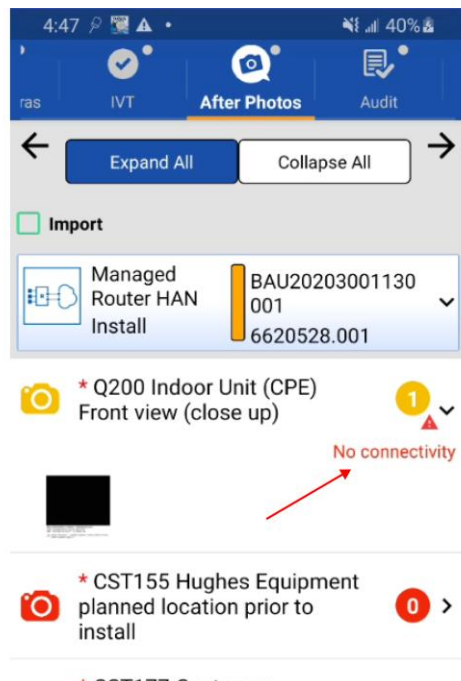 4:47
40%
ras
IVT
After Photos
Audit
Expand All
Collapse All
Import
Managed
Router HAN
Install
BAU20203001130
001
6620528.001
* Q200 Indoor Unit (CPE)
Front view (close up)
1
No connectivity
* CST155 Hughes Equipment
planned location prior to
install
0